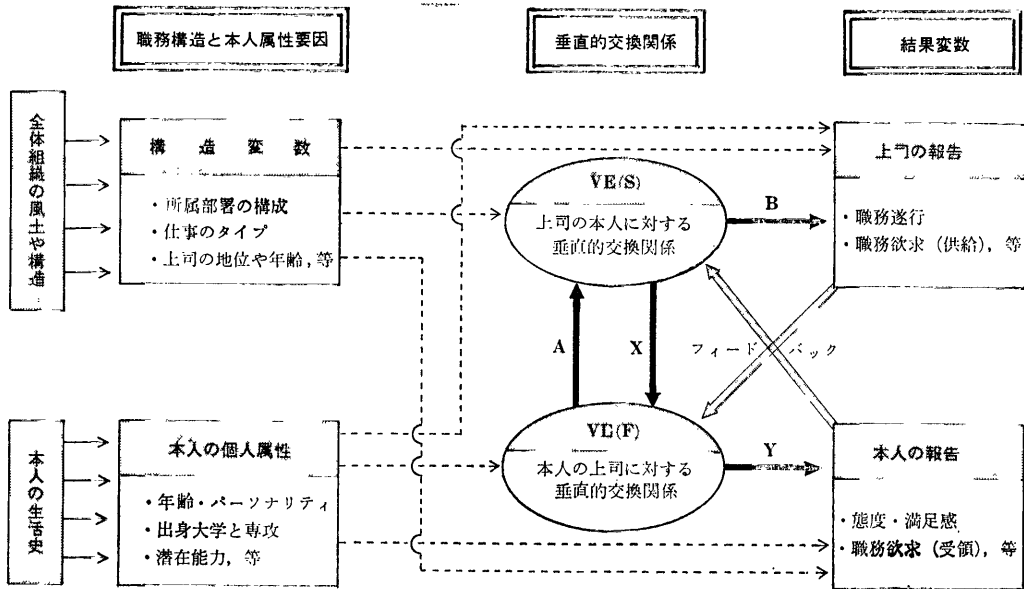 職務構造と本人属性要因
垂直的交換関係
結果変数
全体組織の風土や構造
構造変数
・所属部署の構成
・仕事のタイプ
・上司の地位や年齢,等
VE(S)
上司の本人に対する
垂直的交換関係
B
上司の報告
・職務遂行
・職務欲求(供給),等
A
X
フィードバック
本人の生活史
本人の個人属性
・年齢・パーソナリティ
・出身大学と専攻
・潜在能力,等
VE(F)
本人の上司に対する
垂直的交換関係
Y
本人の報告
・態度・満足感
・職務欲求(受領),等